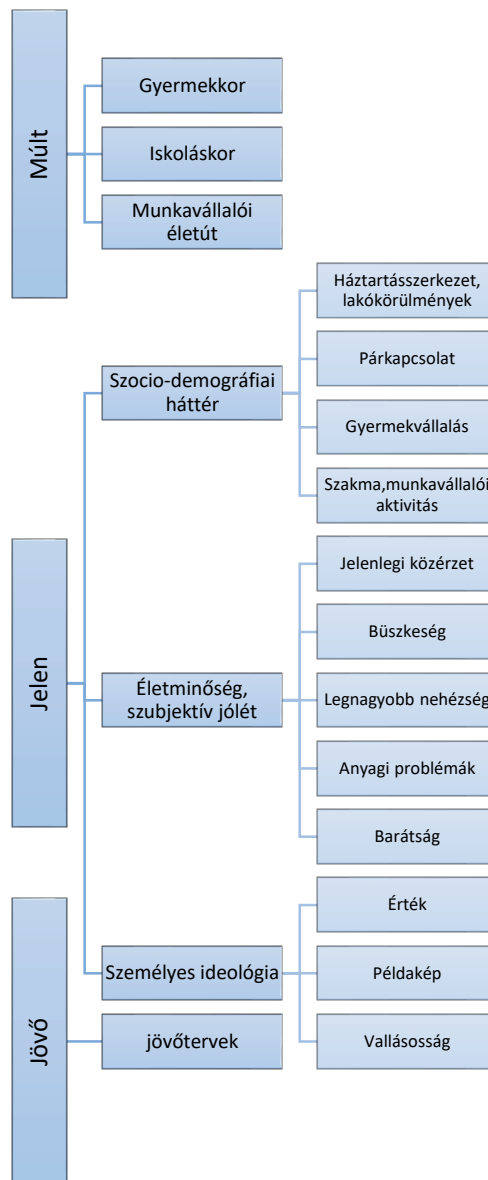 Múlt
Gyermekkor
Iskoláskor
Munkavállalói
életút
Jelen
Szocio-demográfiai
háttér
Háztartásszerkezet,
lakókörülmények
Párkapcsolat
Gyermekvállalás
Szakma,munkavállalói
aktivitás
Életminőség,
szubjektív jólét
Jelenlegi közérzet
Büszkeség
Legnagyobb nehézség
Anyagi problémák
Barátság
Személyes ideológia
Érték
Példakép
Vallásosság
Jövő
jövőtervek